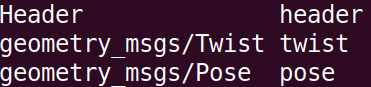 Header              header
geometry_msgs/Twist twist
geometry_msgs/Pose  pose